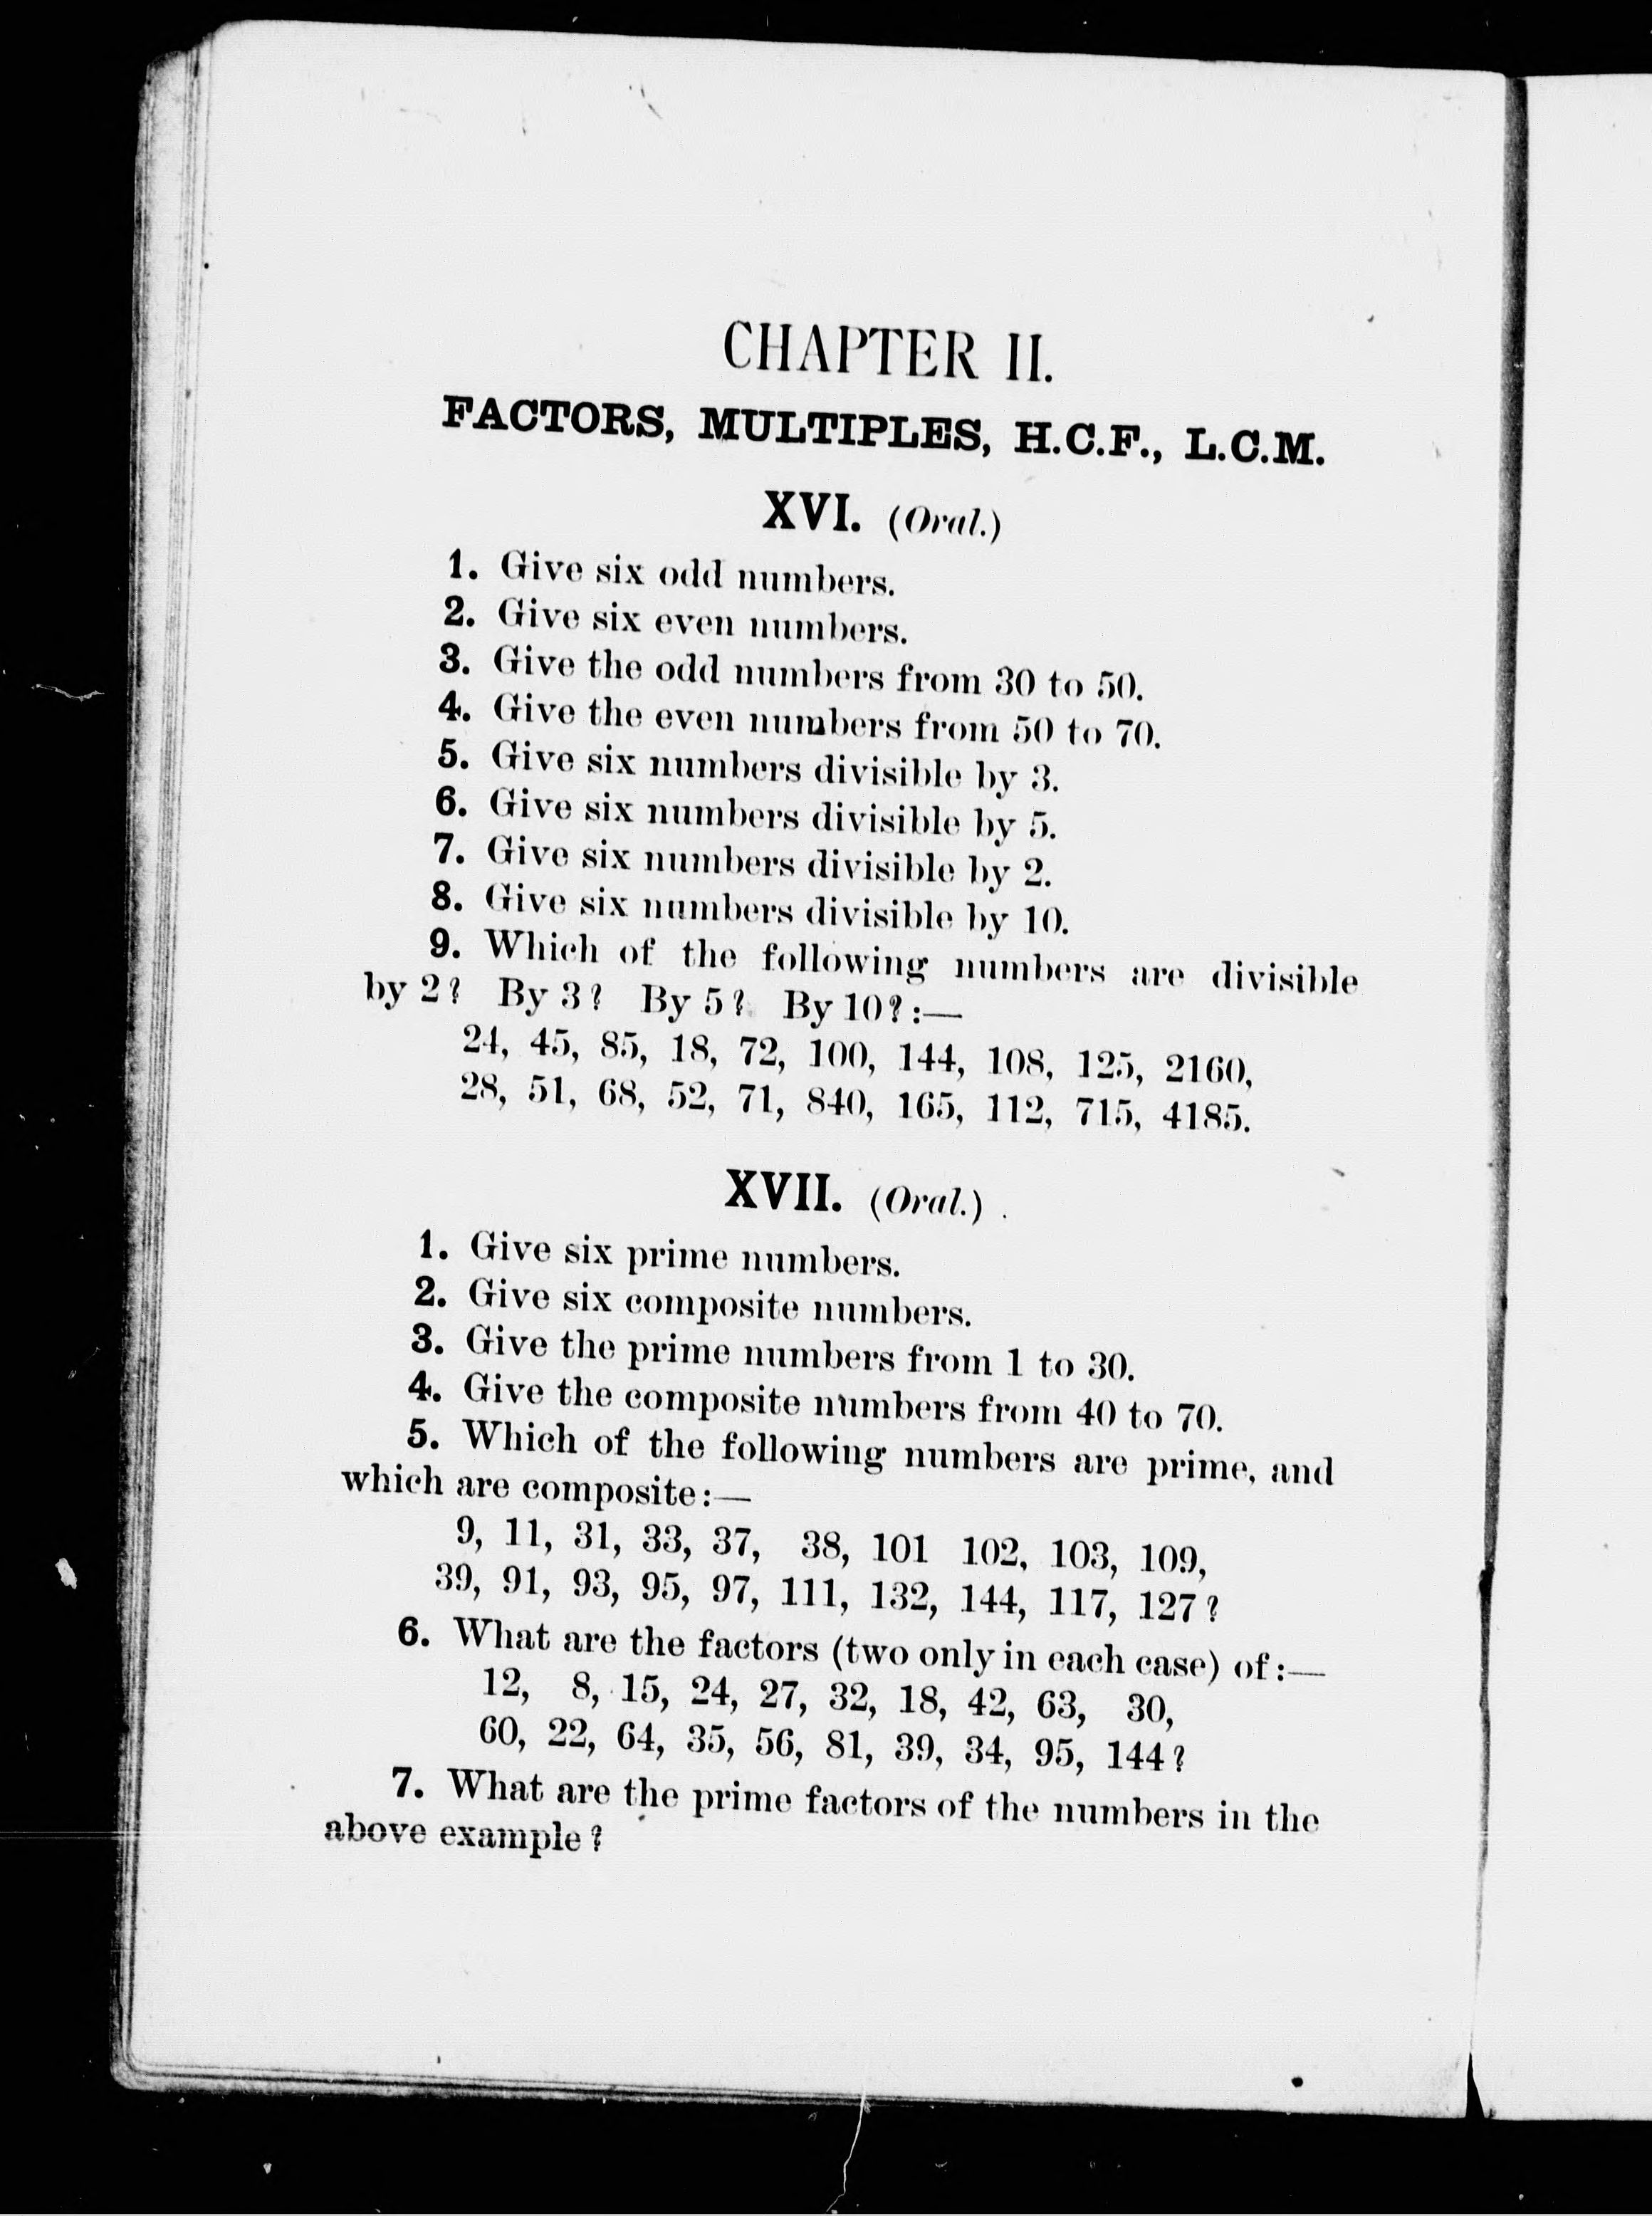 CHAPTER II.
FACTORS, MULTIPLES, H.C.F., L.C.M.
XVI. (Oral.)
1. Give six odd numbers.
2. Give six even numbers.
3. Give the odd numbers from 30 to 50.
4. Give the even numbers from 50 to 70.
5. Give six numbers divisible by 3.
6. Give six numbers divisible by 5.
7. Give six numbers divisible by 2.
8. Give six numbers divisible by 10.
9. Which of the following numbers are divisible
by 2? By 3? By 5? By 10?:—
24, 45, 85, 18, 72, 100, 144, 108, 125, 2160,
28, 51, 68, 52, 71, 840, 165, 112, 715, 4185.
XVII. (Oral.)
1. Give six prime numbers.
2. Give six composite numbers.
3. Give the prime numbers from 1 to 30.
4. Give the composite numbers from 40 to 70.
5. Which of the following numbers are prime, and
which are composite:—
9, 11, 31, 33, 37, 38, 101 102, 103, 109,
39, 91, 93, 95, 97, 111, 132, 144, 117, 127?
6. What are the factors (two only in each case) of:—
12, 8, 15, 24, 27, 32, 18, 42, 63, 30,
60, 22, 64, 35, 56, 81, 39, 34, 95, 144?
7. What are the prime factors of the numbers in the
above example?